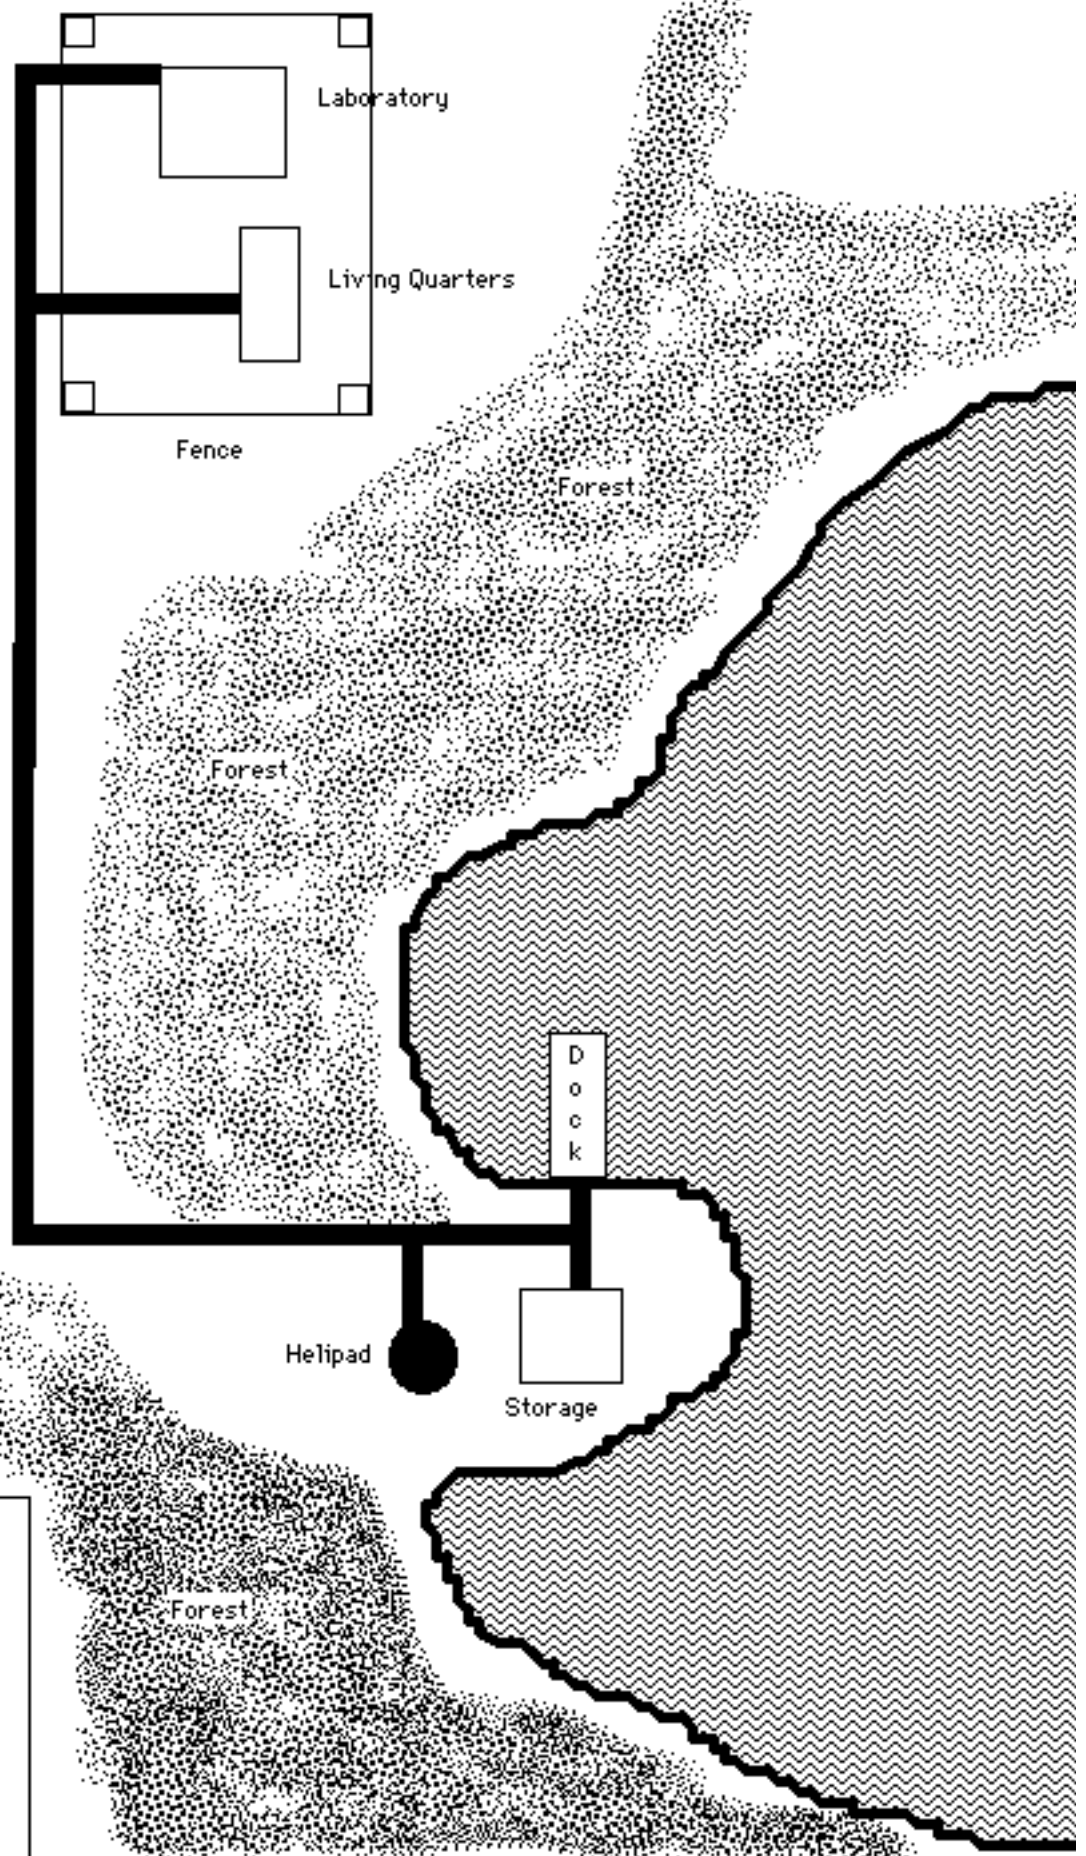 Laboratory
Living Quarters
Fence
Forest
Forest
D
o
c
k
Helipad
Storage
Forest